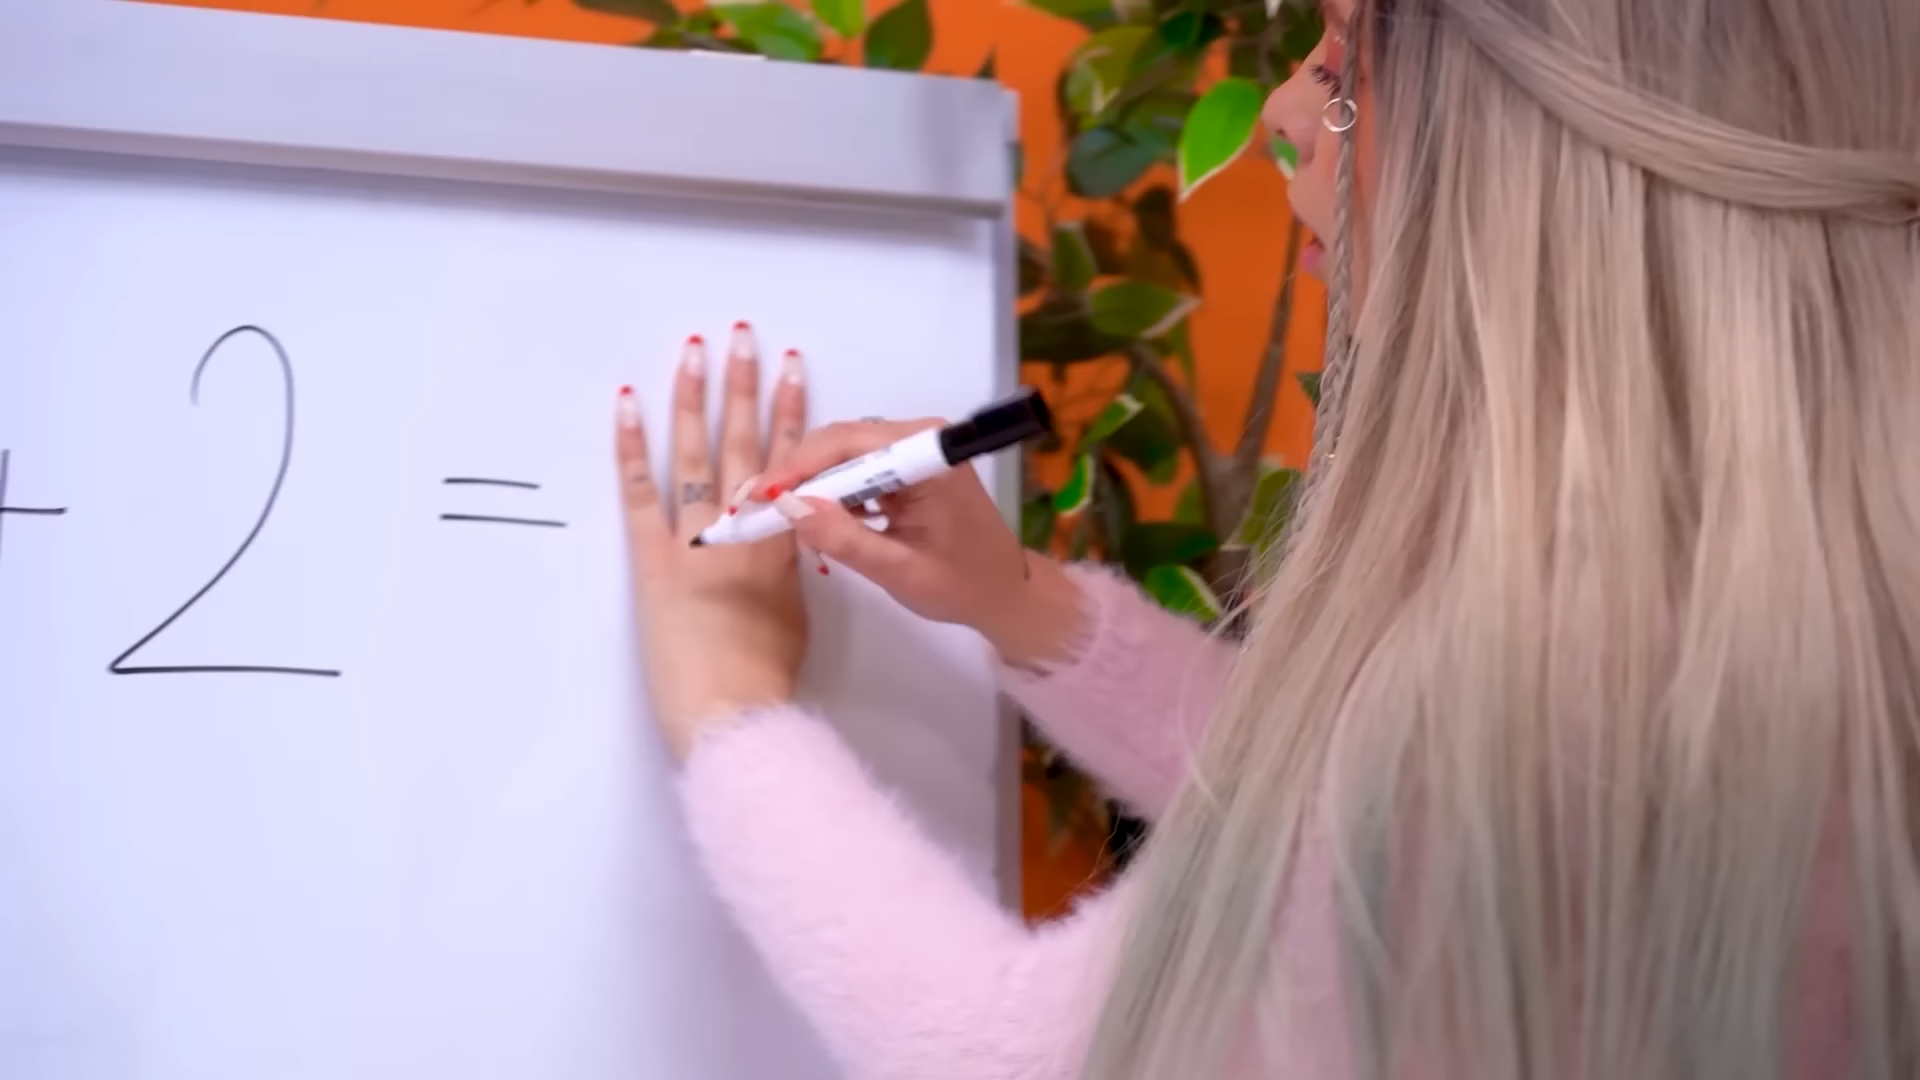 + 2 =